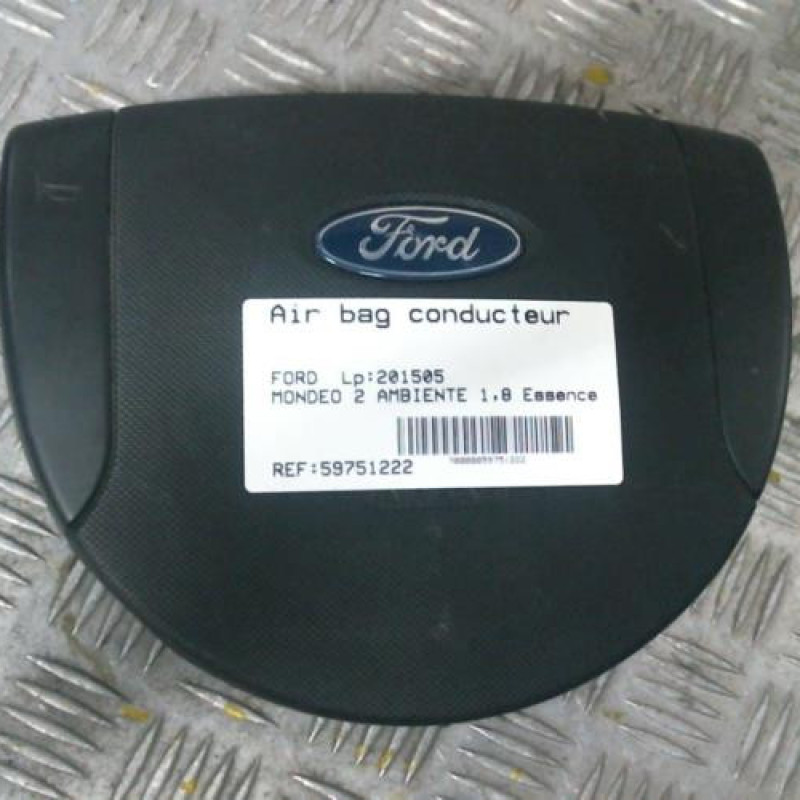 Ford
Air bag conducteur
FORD Lp:201505
MONDEO 2 AMBIENTE 1,8 Essence
REF:59751222